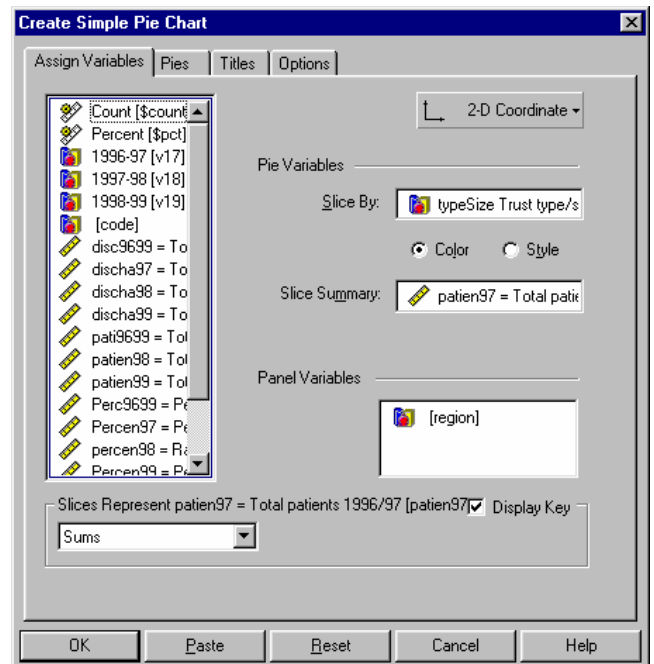 Create Simple Pie Chart
Assign Variables Pies Titles Options
Count [$count
Percent [$pct]
1996-97 [v17]
1997-98 [v18]
1998-99 [v19]
[code]
disc9699 = To
discha97 = To
discha98 = To
discha99 = To
pati9699 = Tot
patien98 = Tot
patien99 = Tot
Perc9699 = Pe
Percen97 = Pe
percen98 = Ra
Percen99 = Pe
2-D Coordinate
Pie Variables
Slice By: typeSize Trust type/s
Color Style
Slice Summary: patien97 = Total patie
Panel Variables
[region]
Slices Represent patien97 = Total patients 1996/97 [patien97 Display Key
Sums
OK Paste Reset Cancel Help